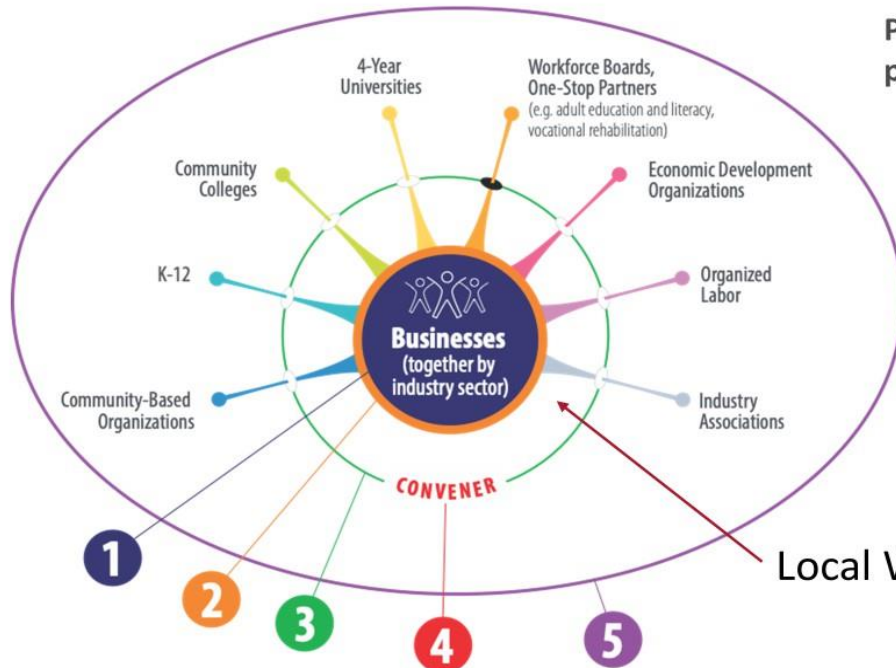 4-Year
Universities
Workforce Boards,
One-Stop Partners
(e.g. adult education and literacy,
vocational rehabilitation)
Community
Colleges
Economic Development
Organizations
K-12
Organized
Labor
Businesses
(together by
industry sector)
Community-Based
Organizations
Industry
Associations
CONVENER
1
2
3
4
5
Local